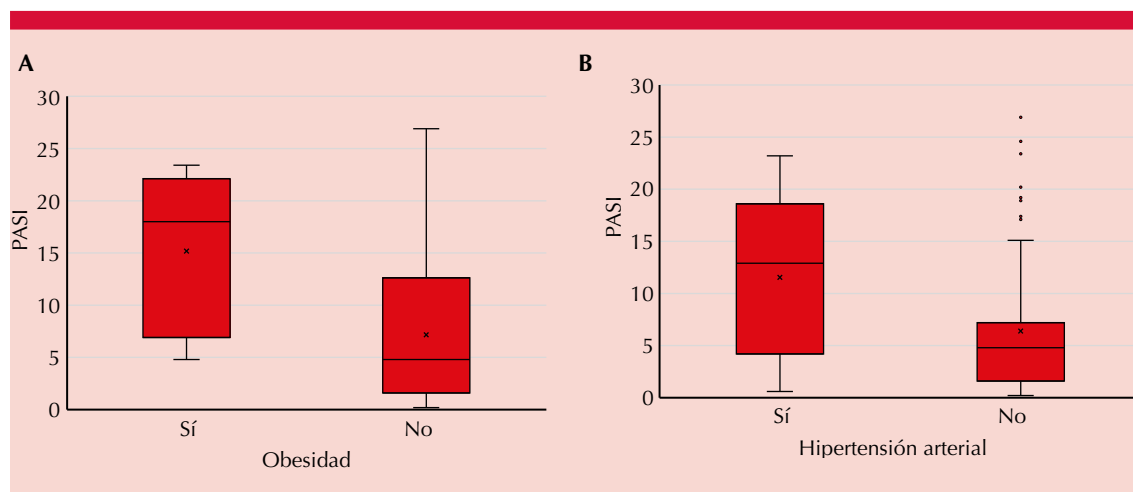 A
30
25
20
15
10
5
0
PASI
Sí
No
Obesidad
B
30
25
20
15
10
5
0
PASI
Sí
No
Hipertensión arterial